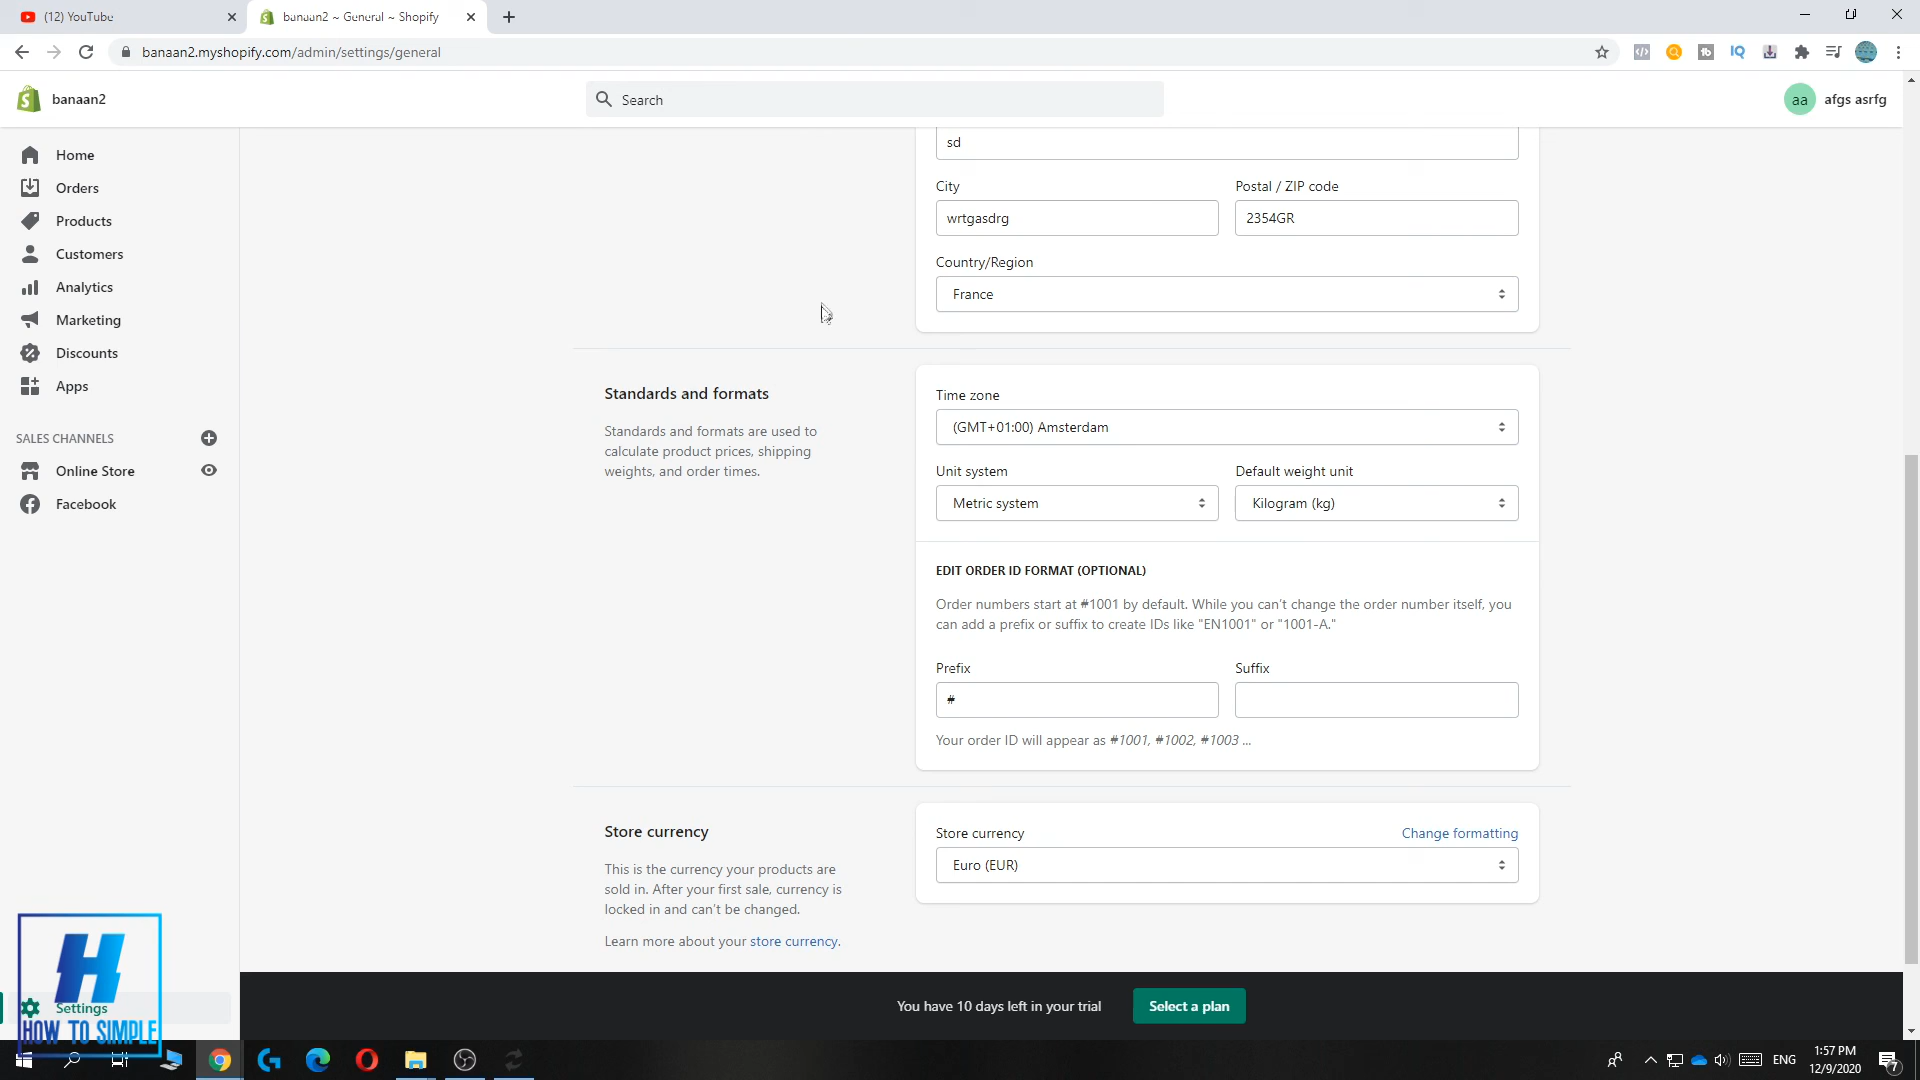 (12) YouTube
banaan2 ~ General ~ Shopify
banaan2.myshopify.com/admin/settings/general
banaan2
Search
aa
afgs asrfg
Home
Orders
Products
Customers
Analytics
Marketing
Discounts
Apps
SALES CHANNELS
Online Store
Facebook
Settings
sd
City
Postal / ZIP code
wrtgasdrg
2354GR
Country/Region
France
Standards and formats
Standards and formats are used to
calculate product prices, shipping
weights, and order times.
Time zone
(GMT+01:00) Amsterdam
Unit system
Default weight unit
Metric system
Kilogram (kg)
EDIT ORDER ID FORMAT (OPTIONAL)
Order numbers start at #1001 by default. While you can't change the order number itself, you
can add a prefix or suffix to create IDs like "EN1001" or "1001-A."
Prefix
Suffix
#
Your order ID will appear as #1001, #1002, #1003 ...
Store currency
This is the currency your products are
sold in. After your first sale, currency is
locked in and can't be changed.
Learn more about your store currency.
Store currency
Change formatting
Euro (EUR)
You have 10 days left in your trial
Select a plan
H
HOW TO SIMPLE
ENG
1:57 PM
12/9/2020
7